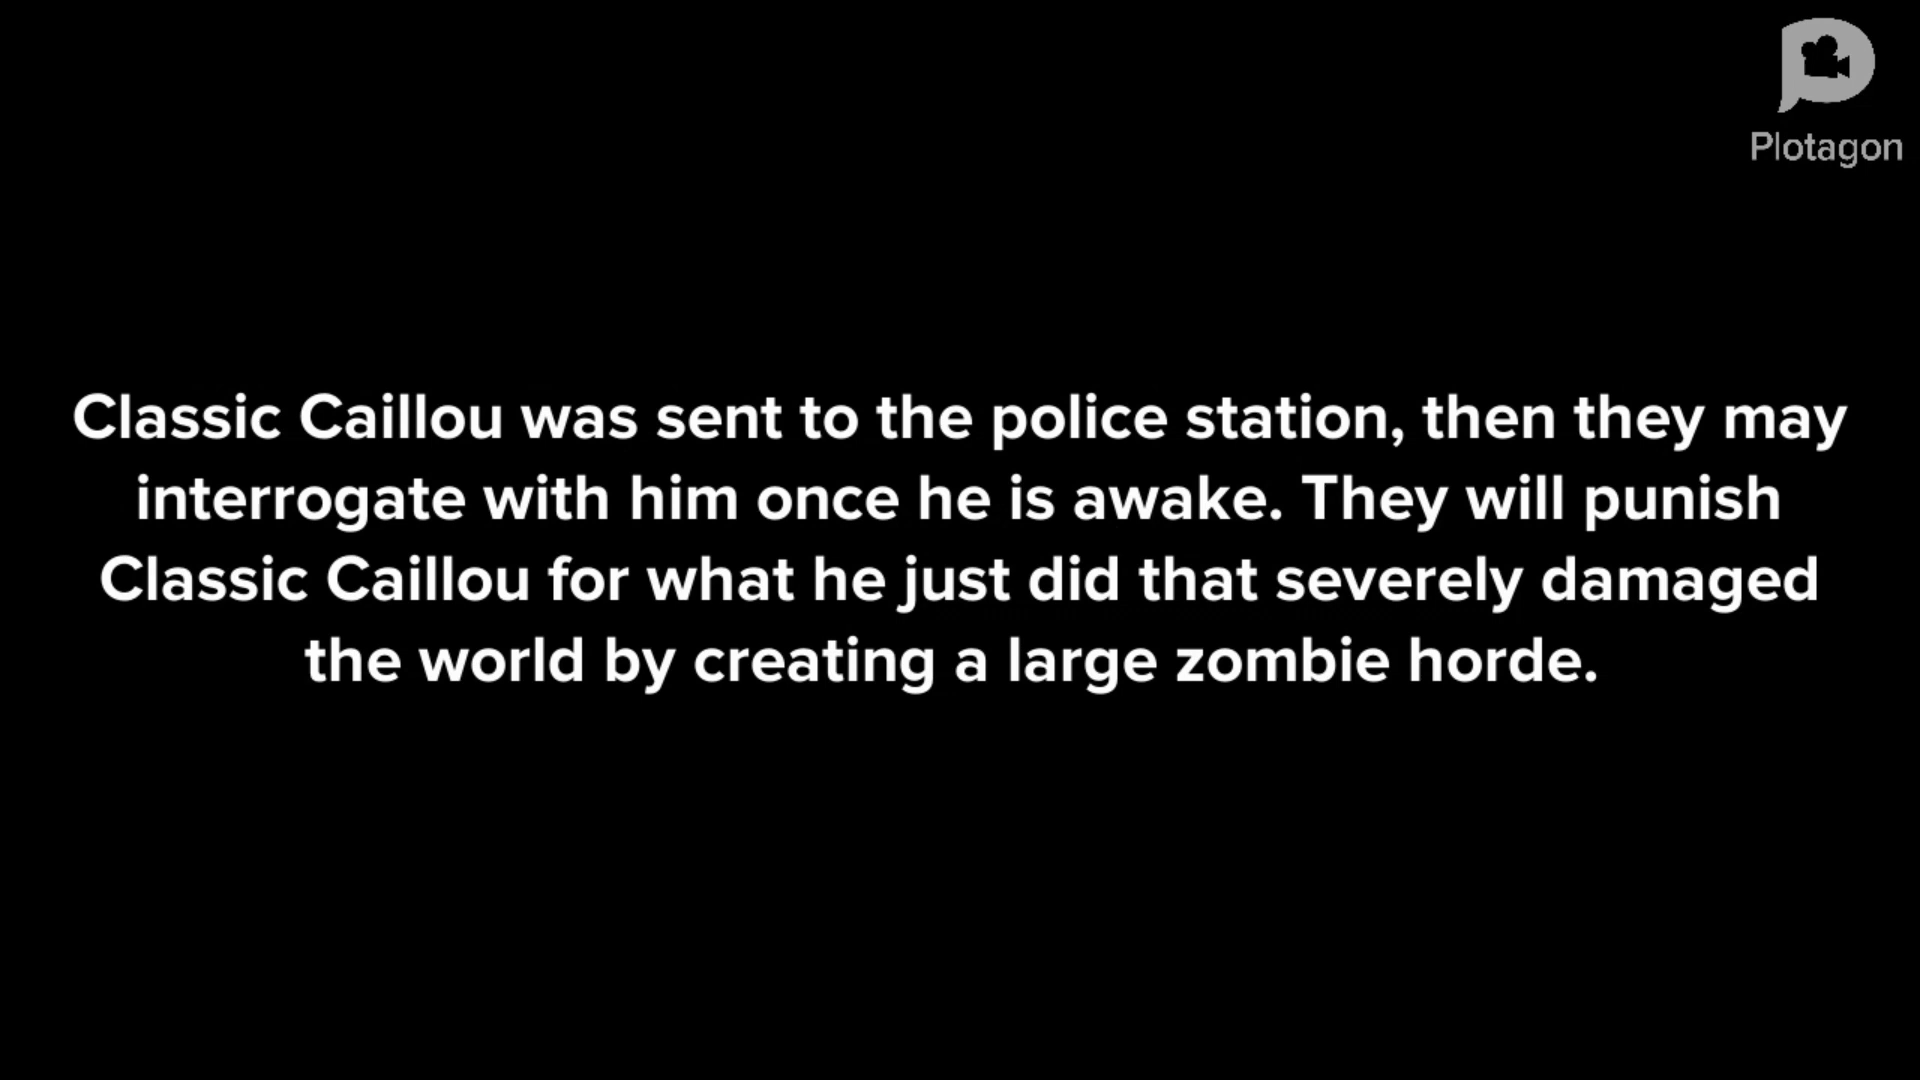 Plotagon
Classic Caillou was sent to the police station, then they may
interrogate with him once he is awake. They will punish
Classic Caillou for what he just did that severely damaged
the world by creating a large zombie horde.